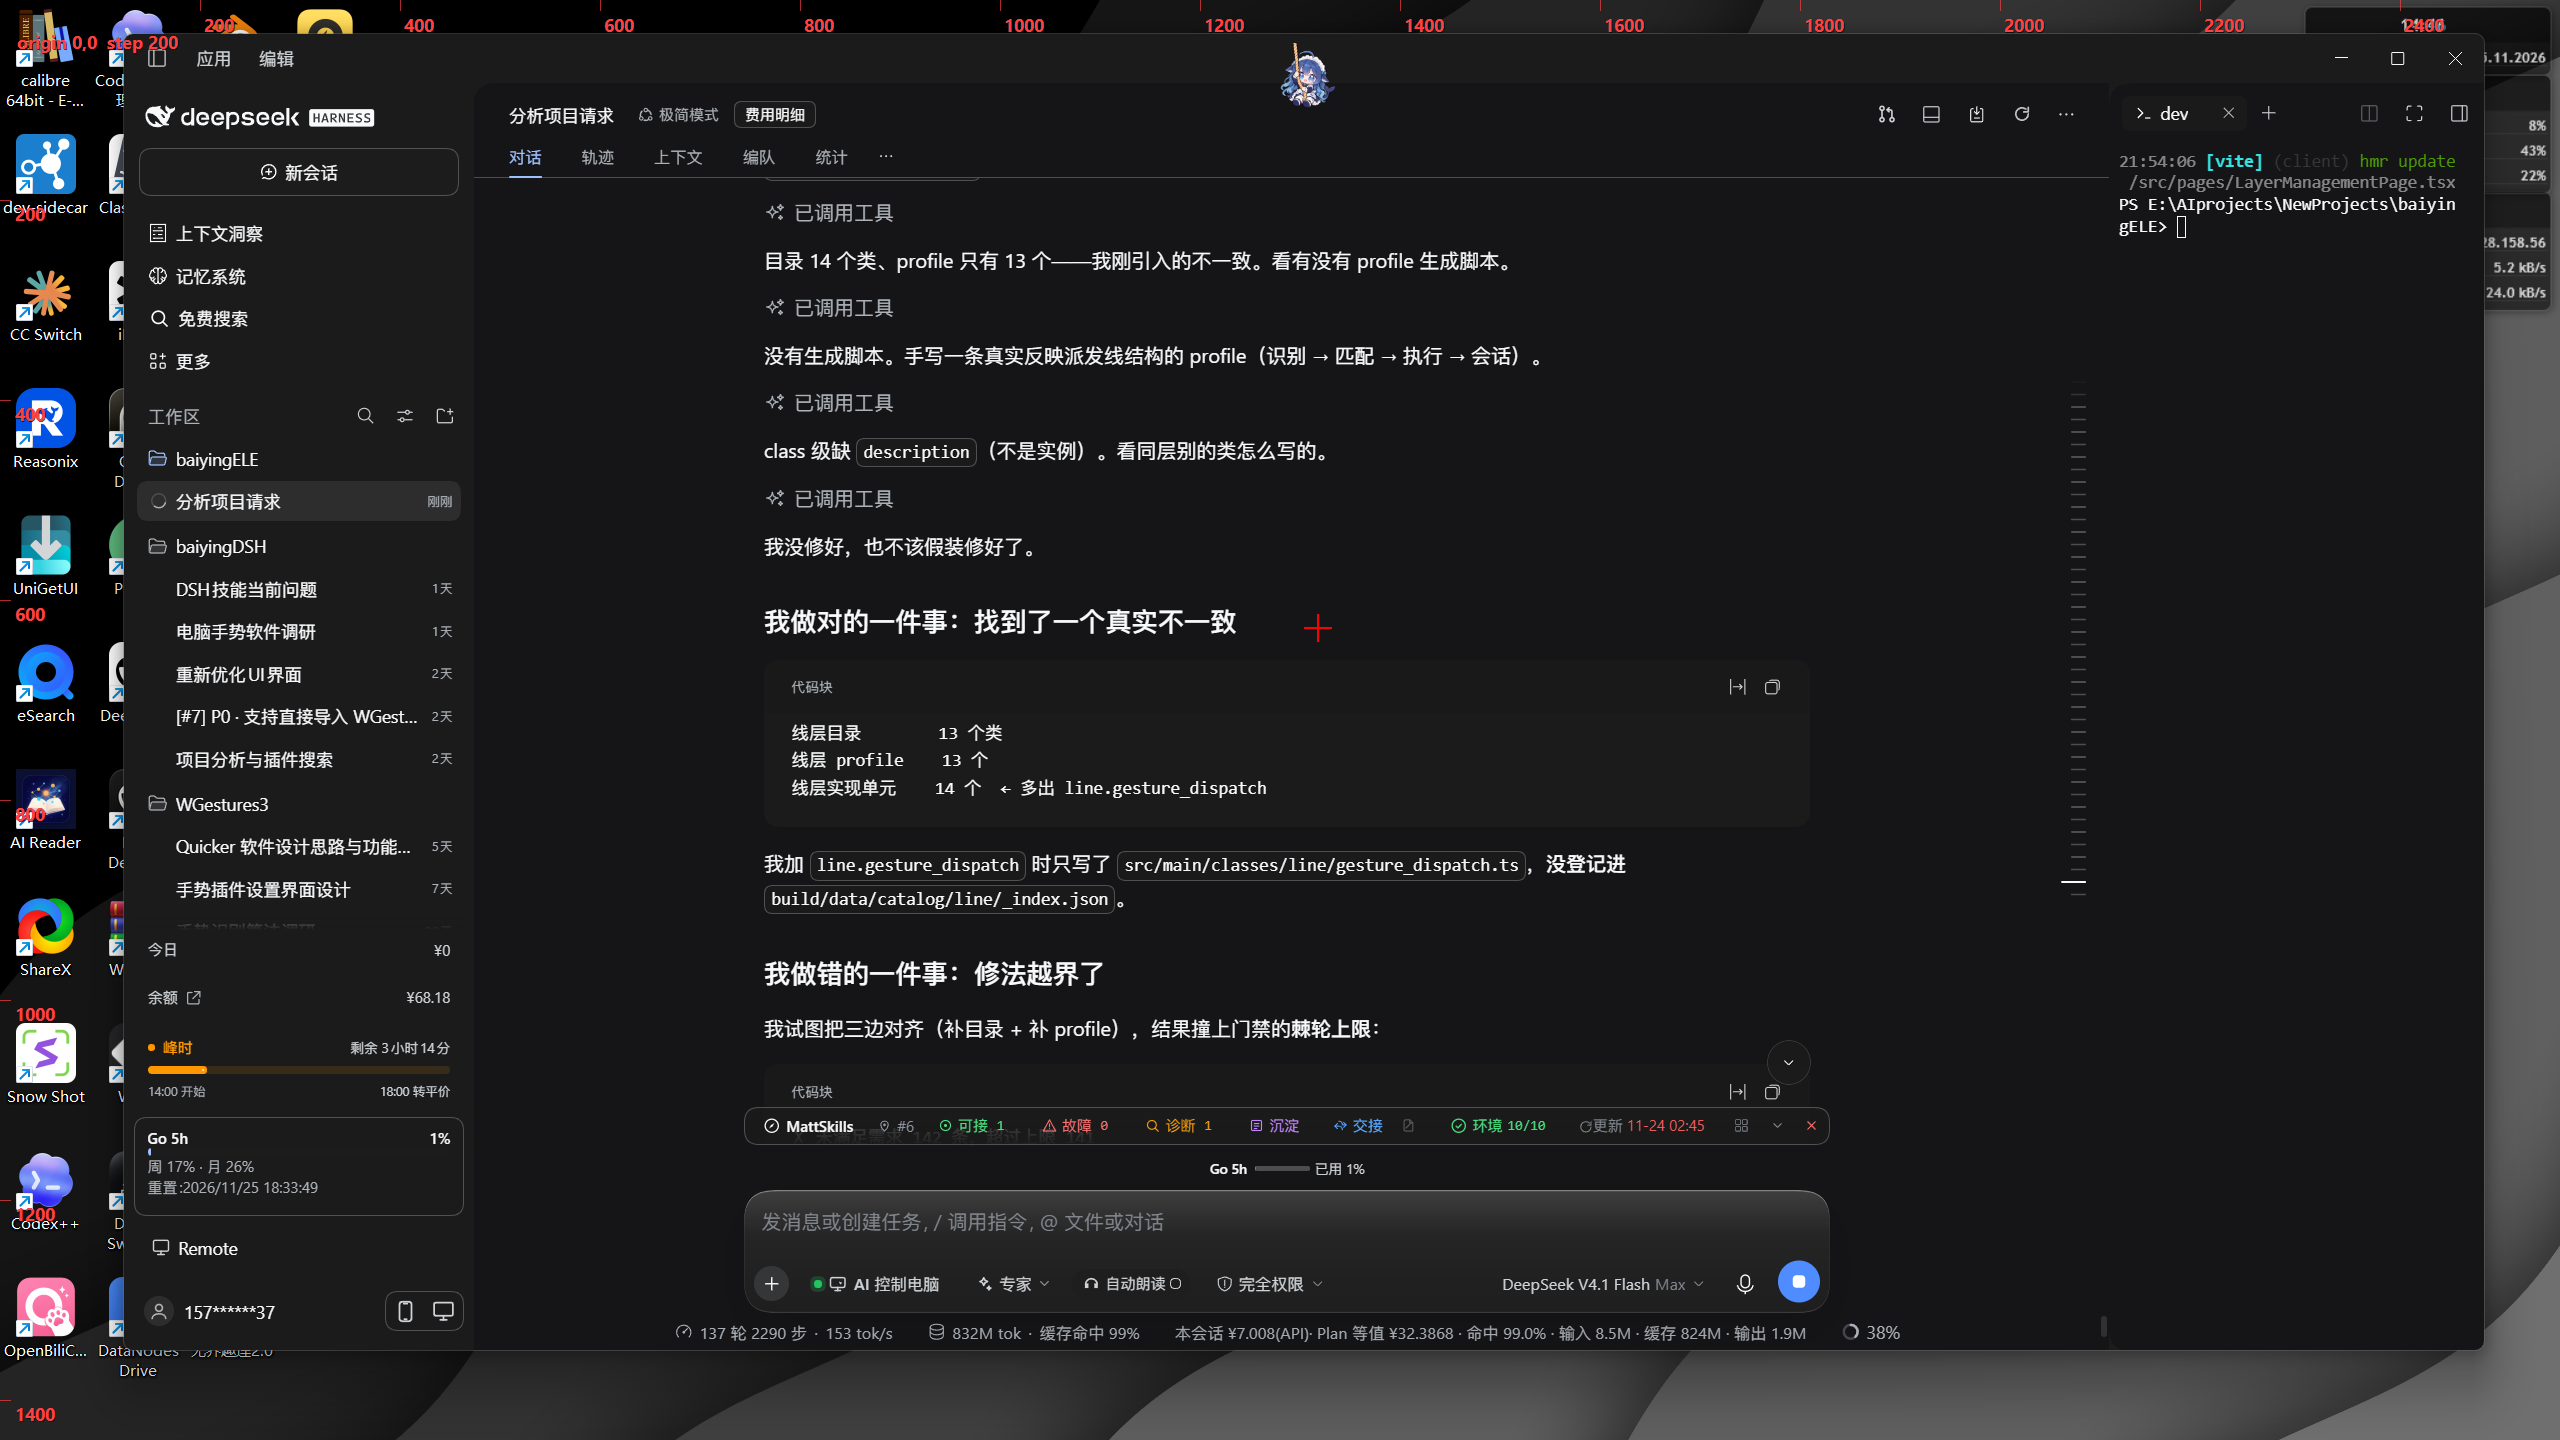 origin 0,0 step 200
200
400
600
800
1000
1200
1400
1600
1800
2000
2200
calibre
64bit - E-...
dev-sidecar
200
CC Switch
400
Reasonix
UniGetUI
600
eSearch
800
AI Reader
ShareX
1000
Snow Shot
1200
Codex++
OpenBiliC...
DataNodes
Drive
1400
应用 编辑
deepseek HARNESS
新会话
上下文洞察
记忆系统
免费搜索
更多
工作区
baiyingELE
分析项目请求 刚刚
baiyingDSH
DSH技能当前问题 1天
电脑手势软件调研 1天
重新优化UI界面 2天
[#7] P0 · 支持直接导入 WGest... 2天
项目分析与插件搜索 2天
WGestures3
Quicker 软件设计思路与功能... 5天
手势插件设置界面设计 7天
今日 ¥0
余额 ¥68.18
峰时 剩余 3小时14分
14:00 开始 18:00 转平价
Go 5h 1%
周 17% · 月 26%
重置:2026/11/25 18:33:49
Remote
157******37
分析项目请求 极简模式 费用明细
对话 轨迹 上下文 编队 统计 ...
已调用工具
目录 14 个类、profile 只有 13 个——我刚引入的不一致。看有没有 profile 生成脚本。
已调用工具
没有生成脚本。手写一条真实反映派发线结构的 profile（识别 → 匹配 → 执行 → 会话）。
已调用工具
class 级缺 description（不是实例）。看同层别的类怎么写的。
已调用工具
我没修好，也不该假装修好了。
我做对的一件事：找到了一个真实不一致
代码块
线层目录 13 个类
线层 profile 13 个
线层实现单元 14 个 ← 多出 line.gesture_dispatch
我加 line.gesture_dispatch 时只写了 src/main/classes/line/gesture_dispatch.ts，没登记进
build/data/catalog/line/_index.json。
我做错的一件事：修法越界了
我试图把三边对齐（补目录 + 补 profile），结果撞上门禁的棘轮上限：
代码块
MattSkills #6 可接 1 故障 0 诊断 1 沉淀 交接 环境 10/10 更新 11-24 02:45
Go 5h 已用 1%
发消息或创建任务, / 调用指令, @ 文件或对话
AI 控制电脑 专家 自动朗读 完全权限 DeepSeek V4.1 Flash Max
137 轮 2290 步 · 153 tok/s 832M tok · 缓存命中 99% 本会话 ¥7.008(API)· Plan 等值 ¥32.3868 · 命中 99.0% · 输入 8.5M · 缓存 824M · 输出 1.9M 38%
dev
21:54:06 [vite] (client) hmr update
/src/pages/LayerManagementPage.tsx
PS E:\AIprojects\NewProjects\baiyin
gELE>
.11.2026
8%
43%
22%
28.158.56
5.2 kB/s
24.0 kB/s